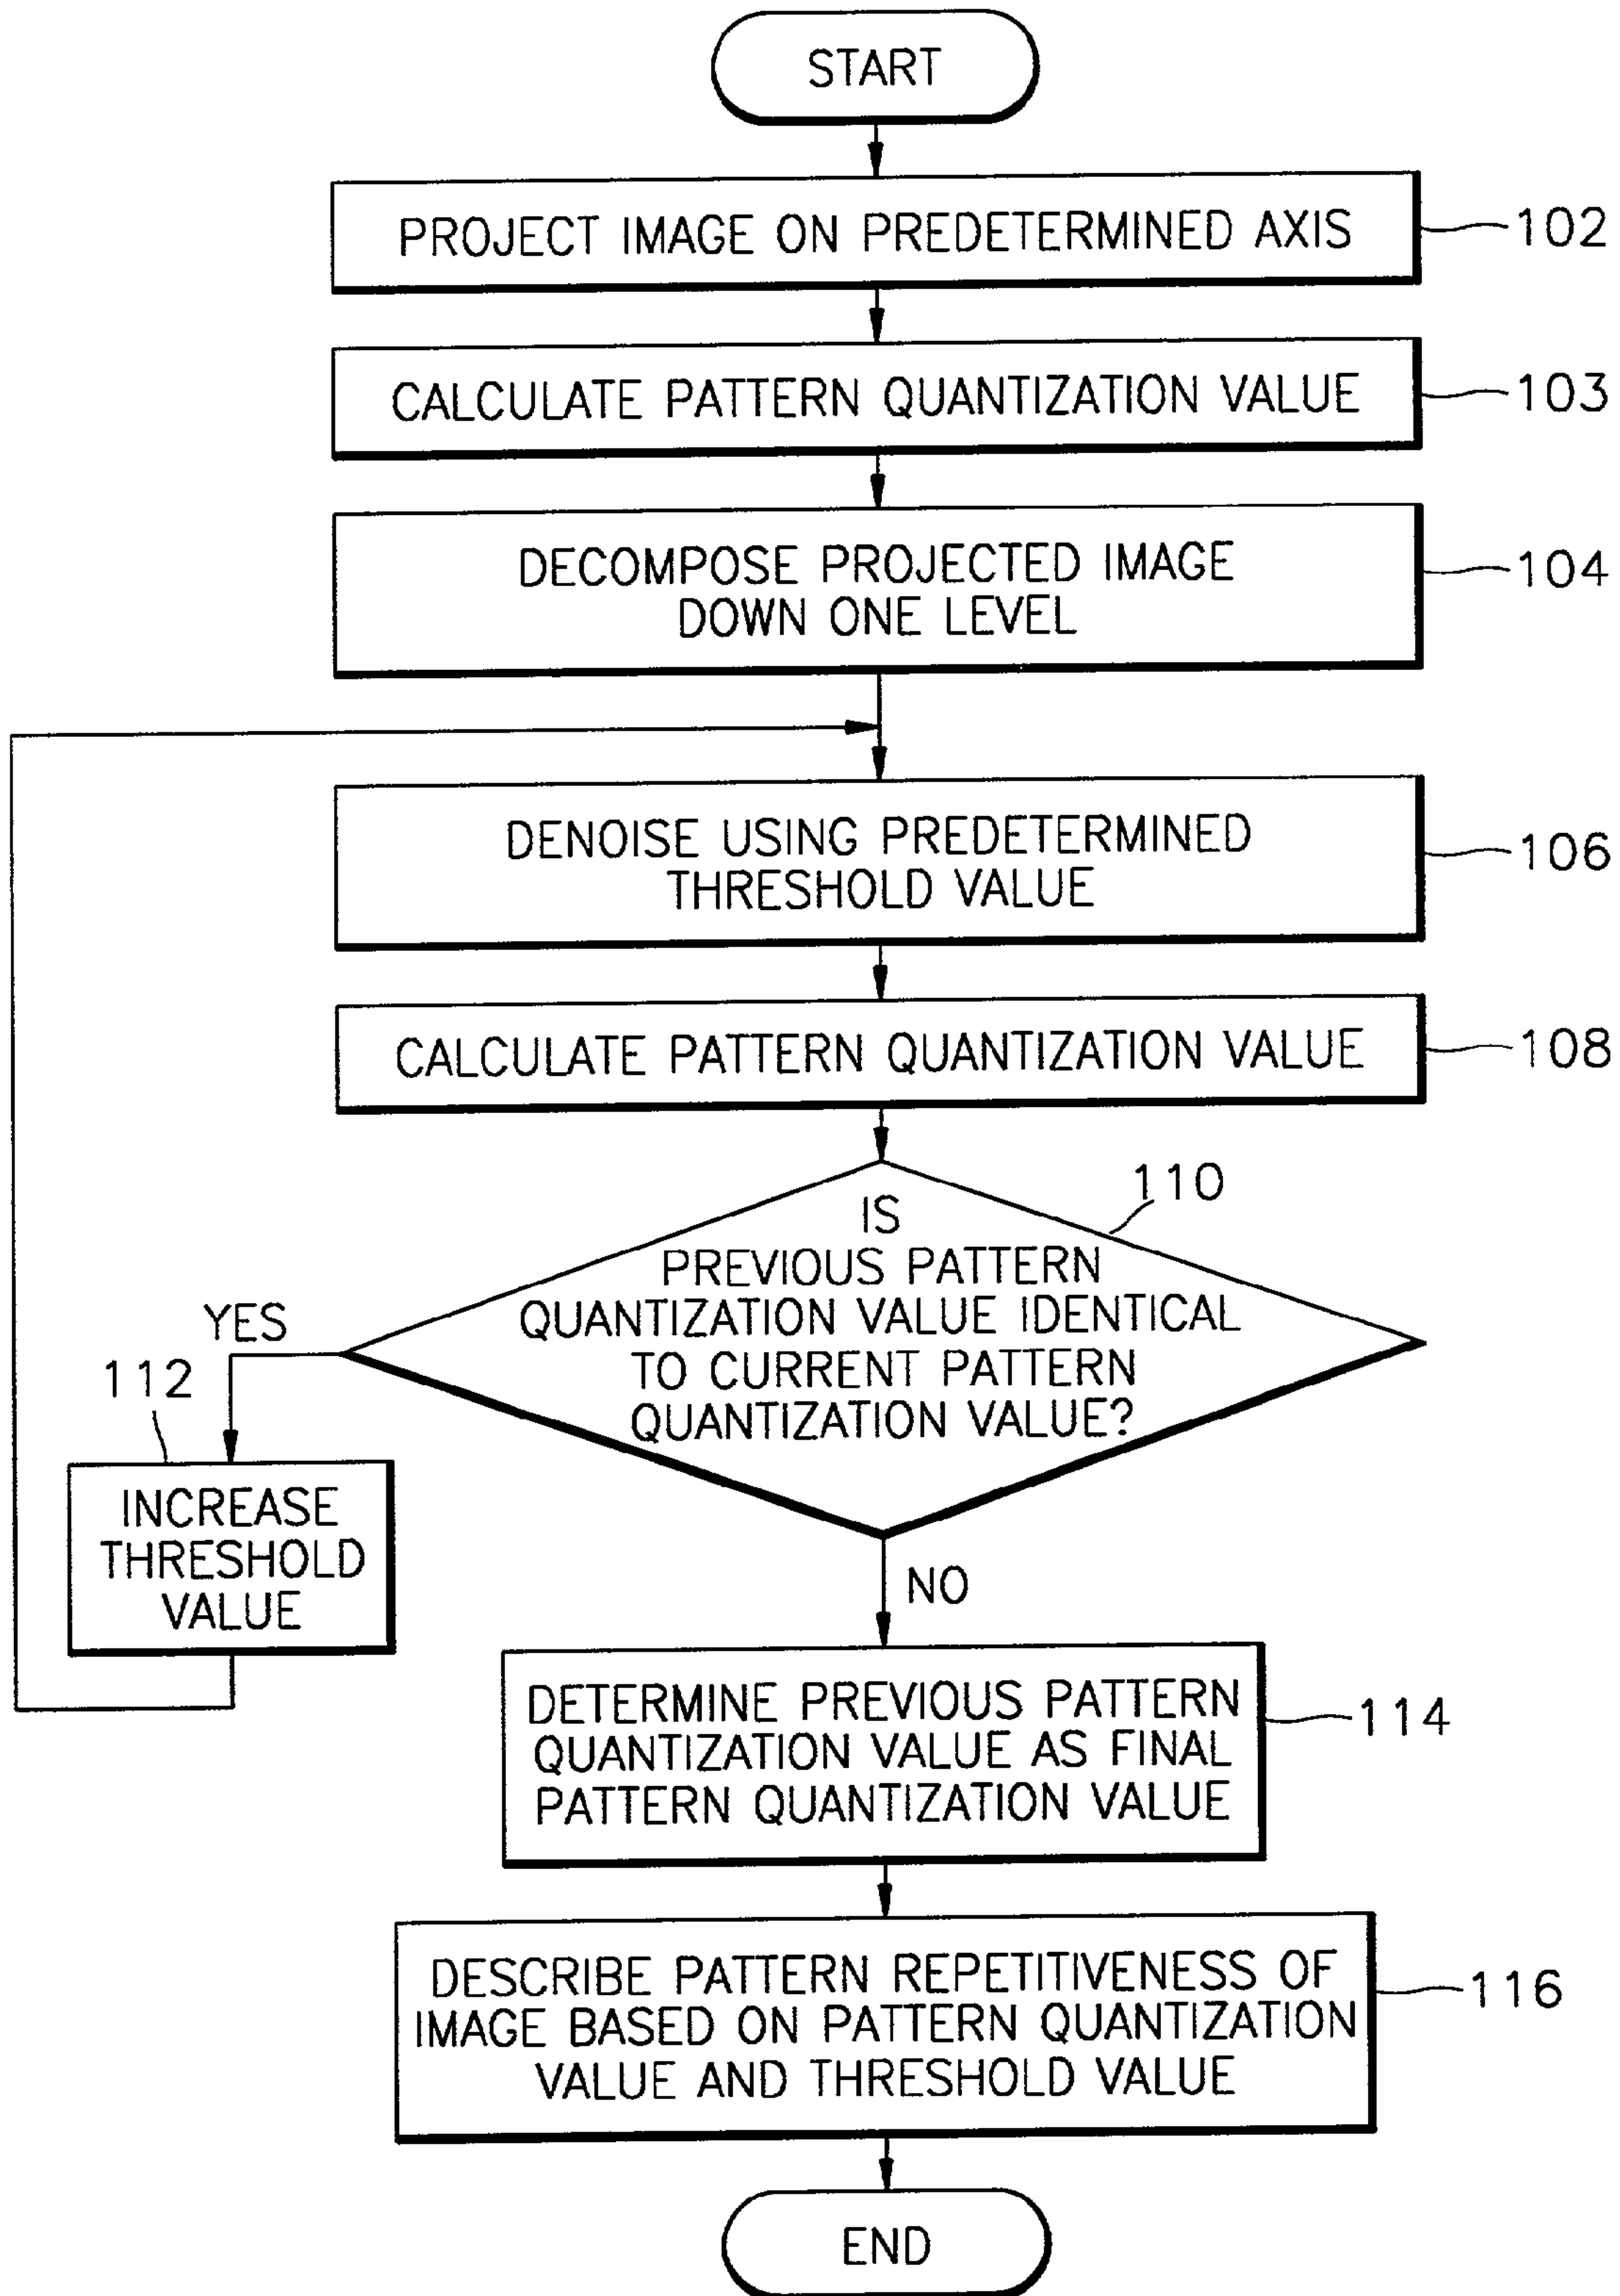 START
PROJECT IMAGE ON PREDETERMINED AXIS
102
CALCULATE PATTERN QUANTIZATION VALUE
103
DECOMPOSE PROJECTED IMAGE
DOWN ONE LEVEL
104
DENOISE USING PREDETERMINED
THRESHOLD VALUE
106
CALCULATE PATTERN QUANTIZATION VALUE
108
110
IS
PREVIOUS PATTERN
QUANTIZATION VALUE IDENTICAL
TO CURRENT PATTERN
QUANTIZATION VALUE?
YES
112
INCREASE
THRESHOLD
VALUE
NO
DETERMINE PREVIOUS PATTERN
QUANTIZATION VALUE AS FINAL
PATTERN QUANTIZATION VALUE
114
DESCRIBE PATTERN REPETITIVENESS OF
IMAGE BASED ON PATTERN QUANTIZATION
VALUE AND THRESHOLD VALUE
116
END